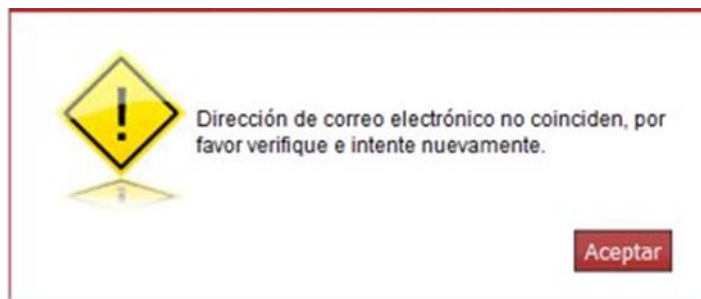 Dirección de correo electrónico no coinciden, por
favor verifique e intente nuevamente.
Aceptar